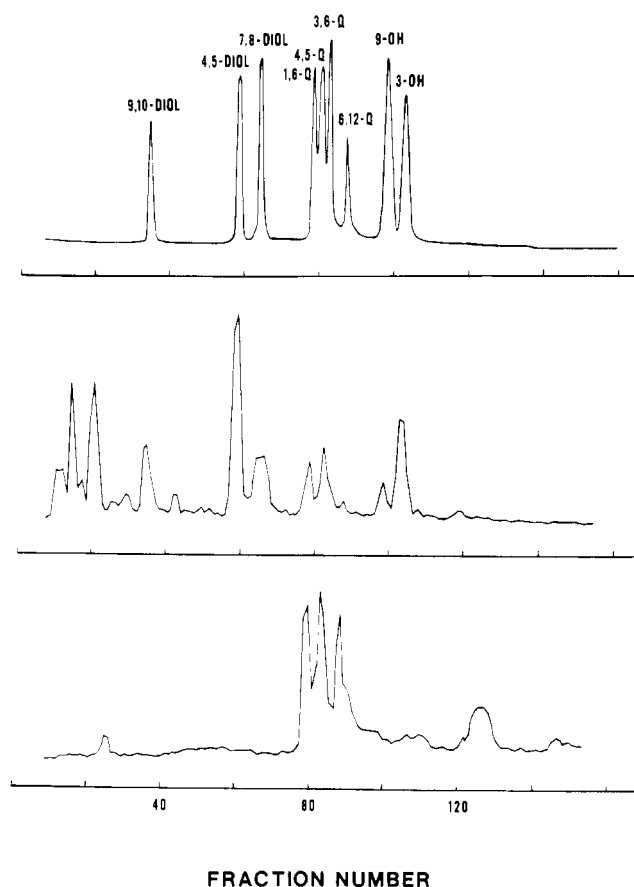 3,6-Q
7,8-DIOL
9-OH
4,5-DIOL
4,5-Q
1,6-Q
3-OH
9,10-DIOL
6,12-Q
40
80
120
FRACTION NUMBER